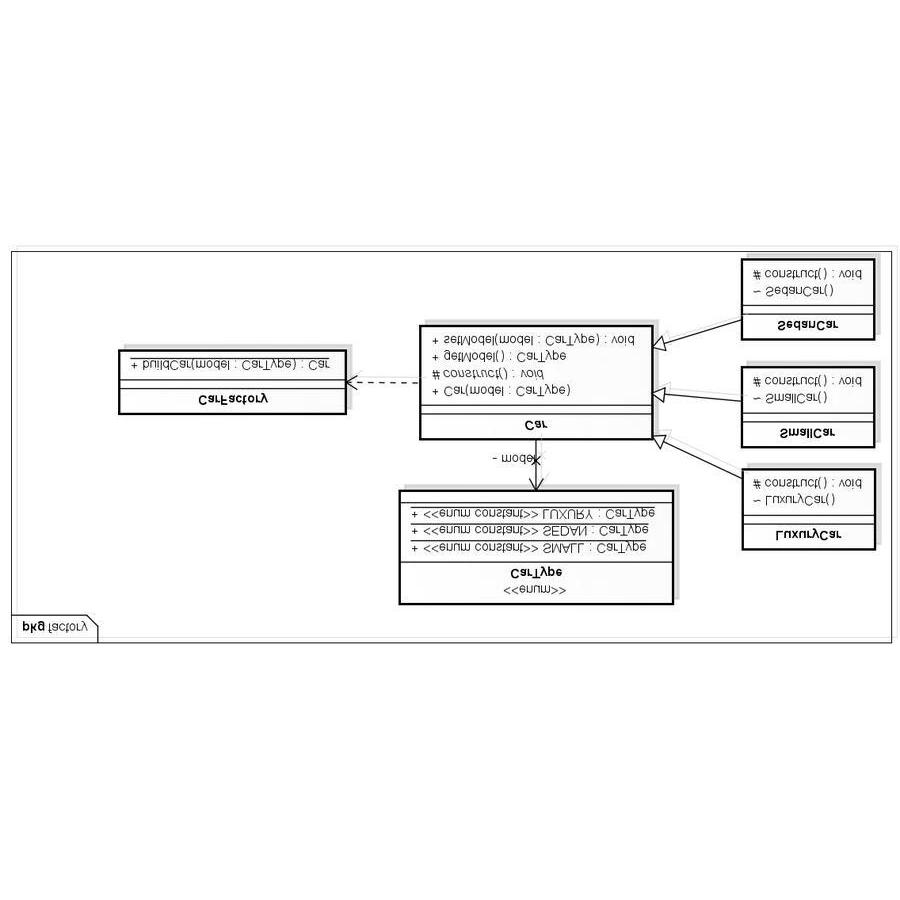 pkg factory
<<enum>>
CarType
+ <<enum constant>> SMALL : CarType
+ <<enum constant>> SEDAN : CarType
+ <<enum constant>> LUXURY : CarType
- model
CarFactory
+ buildCar(model : CarType) : Car
Car
+ Car(model : CarType)
# construct() : void
+ getModel() : CarType
+ setModel(model : CarType) : void
LuxuryCar
~ LuxuryCar()
# construct() : void
SmallCar
~ SmallCar()
# construct() : void
SedanCar
~ SedanCar()
# construct() : void